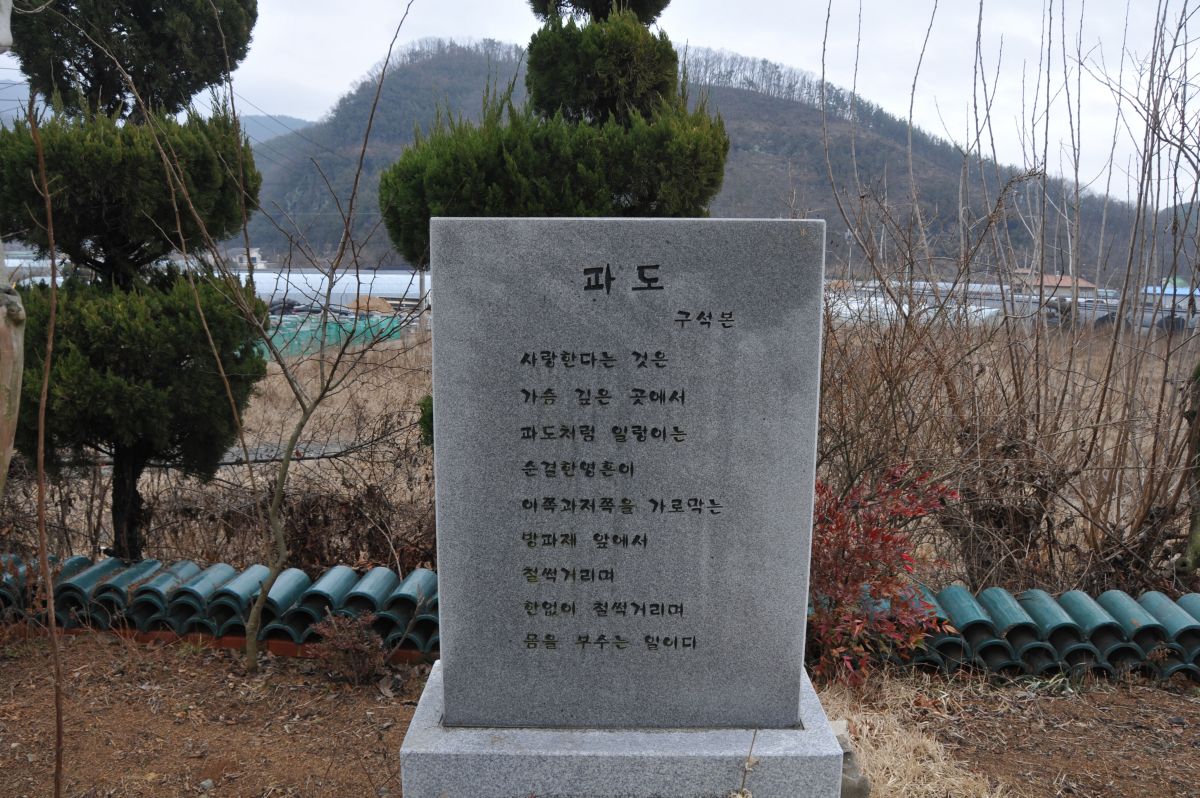 파도
구석본
사랑한다는 것은
가슴 깊은 곳에서
파도처럼 일렁이는
순결한영혼이
이쪽과저쪽을 가로막는
방파제 앞에서
철썩거리며
한없이 철썩거리며
몸을 부수는 일이다